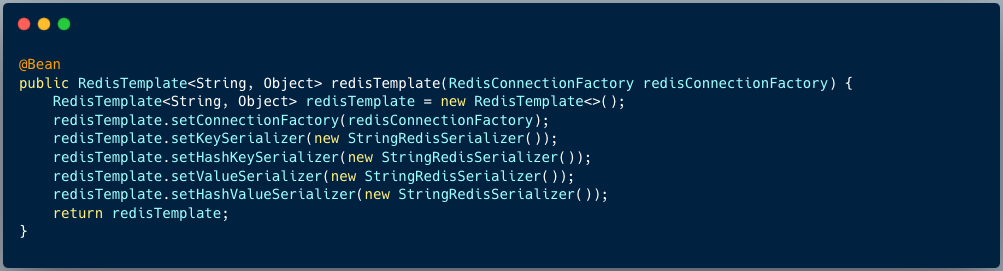 @Bean
public RedisTemplate<String, Object> redisTemplate(RedisConnectionFactory redisConnectionFactory) {
    RedisTemplate<String, Object> redisTemplate = new RedisTemplate<>();
    redisTemplate.setConnectionFactory(redisConnectionFactory);
    redisTemplate.setKeySerializer(new StringRedisSerializer());
    redisTemplate.setHashKeySerializer(new StringRedisSerializer());
    redisTemplate.setValueSerializer(new StringRedisSerializer());
    redisTemplate.setHashValueSerializer(new StringRedisSerializer());
    return redisTemplate;
}